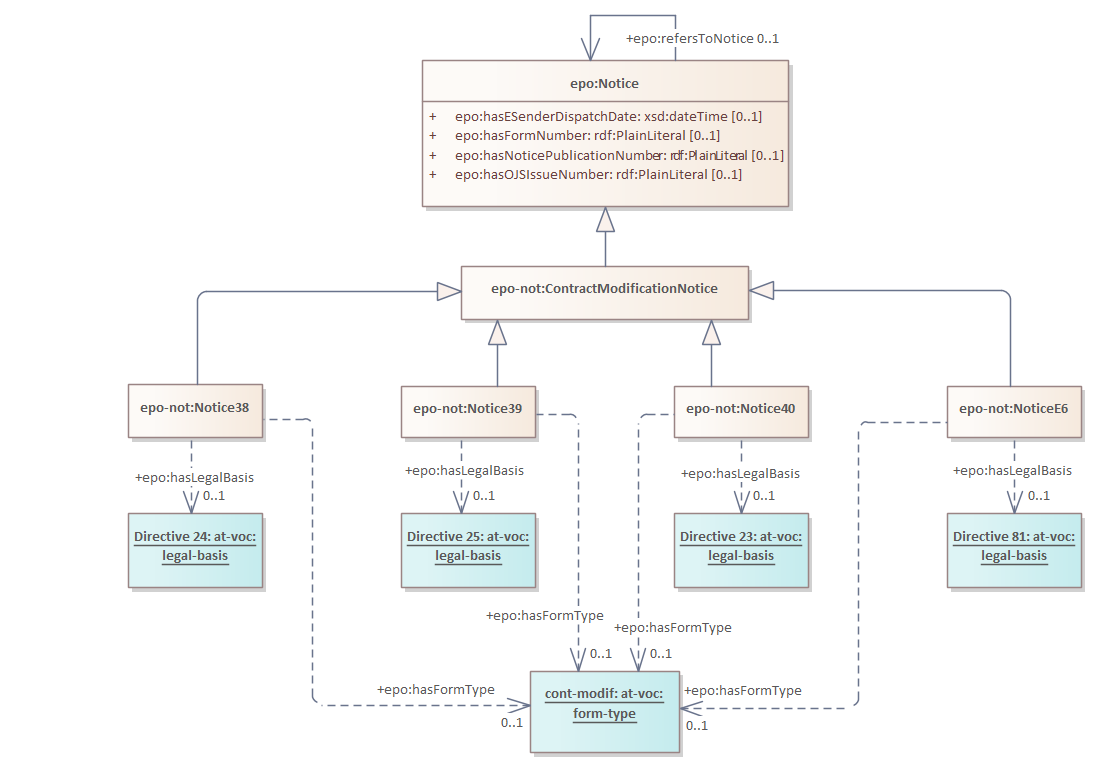 +epo:refersToNotice 0..1
epo:Notice
+ epo:hasESenderDispatchDate: xsd:dateTime [0..1]
+ epo:hasFormNumber: rdf:PlainLiteral [0..1]
+ epo:hasNoticePublicationNumber: rdf:PlainLiteral [0..1]
+ epo:hasOJSIssueNumber: rdf:PlainLiteral [0..1]
epo-not:ContractModificationNotice
epo-not:Notice38
epo-not:Notice39
epo-not:Notice40
epo-not:NoticeE6
+epo:hasLegalBasis
0..1
+epo:hasLegalBasis
0..1
+epo:hasLegalBasis
0..1
+epo:hasLegalBasis
0..1
Directive 24: at-voc:
legal-basis
Directive 25: at-voc:
legal-basis
Directive 23: at-voc:
legal-basis
Directive 81: at-voc:
legal-basis
+epo:hasFormType
0..1
+epo:hasFormType
0..1
+epo:hasFormType
0..1
cont-modif: at-voc:
form-type
+epo:hasFormType
0..1